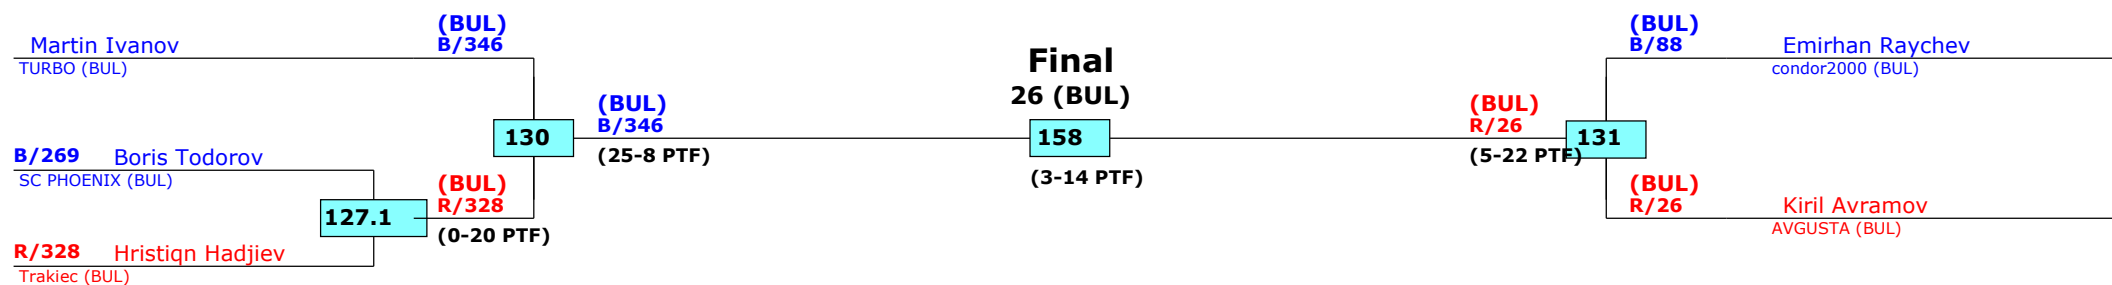 (BUL)
B/346
Martin Ivanov
TURBO (BUL)
B/269 Boris Todorov
SC PHOENIX (BUL)
127.1
(BUL)
R/328
(0-20 PTF)
R/328 Hristiqn Hadjiev
Trakiec (BUL)
130
(BUL)
B/346
(25-8 PTF)
Final
26 (BUL)
158
(3-14 PTF)
(BUL)
R/26
(5-22 PTF)
131
(BUL)
B/88
Emirhan Raychev
condor2000 (BUL)
(BUL)
R/26
Kiril Avramov
AVGUSTA (BUL)